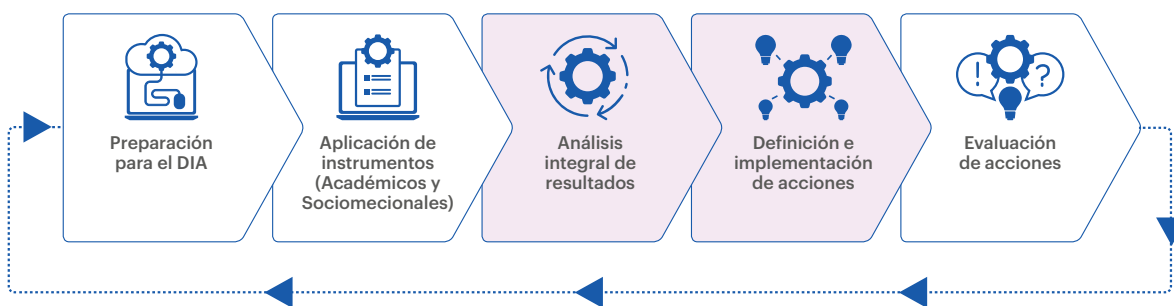 Preparación
para el DIA
Aplicación de
instrumentos
(Académicos y
Sociomecionales)
Análisis
integral de
resultados
Definición e
implementación
de acciones
! ?
Evaluación
de acciones